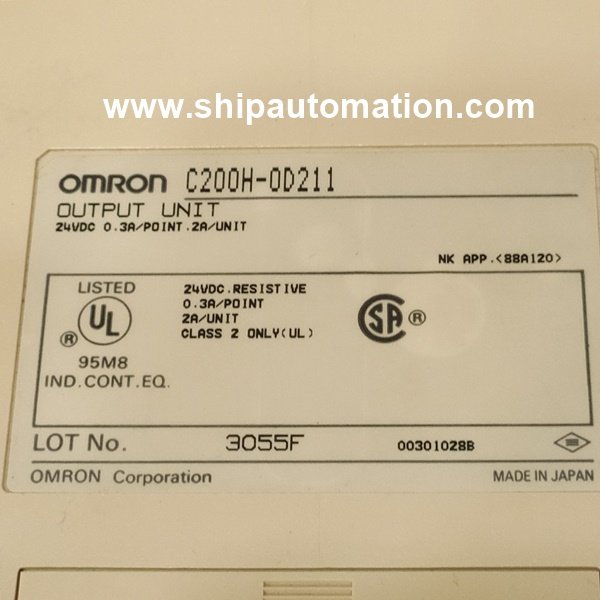 www.shipautomation.com
OMRON C200H-OD211
OUTPUT UNIT
24VDC 0.3A/POINT.2A/UNIT
NK APP.<88A120>
LISTED
UL
®
95M8
IND.CONT.EQ.
24VDC.RESISTIVE
0.3A/POINT
2A/UNIT
CLASS 2 ONLY(UL)
SA ®
LOT No. 3055F 00301028B
OMRON Corporation MADE IN JAPAN